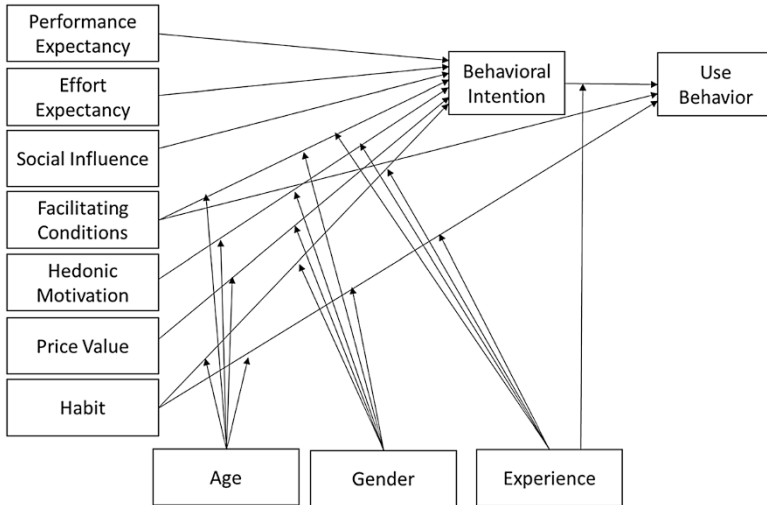 Performance
Expectancy
Effort
Expectancy
Social Influence
Facilitating
Conditions
Hedonic
Motivation
Price Value
Habit
Behavioral
Intention
Use
Behavior
Age
Gender
Experience